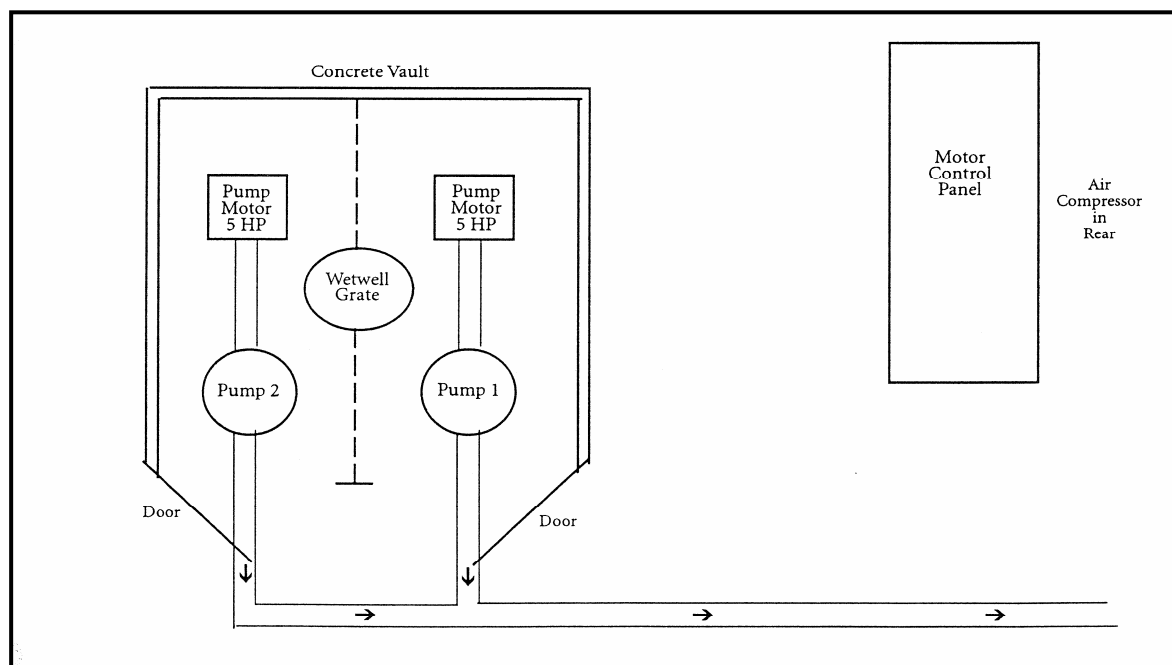 Concrete Vault
Pump
Motor
5 HP
Pump
Motor
5 HP
Motor
Control
Panel
Air
Compressor
in
Rear
Wetwell
Grate
Pump 2
Pump 1
Door
Door